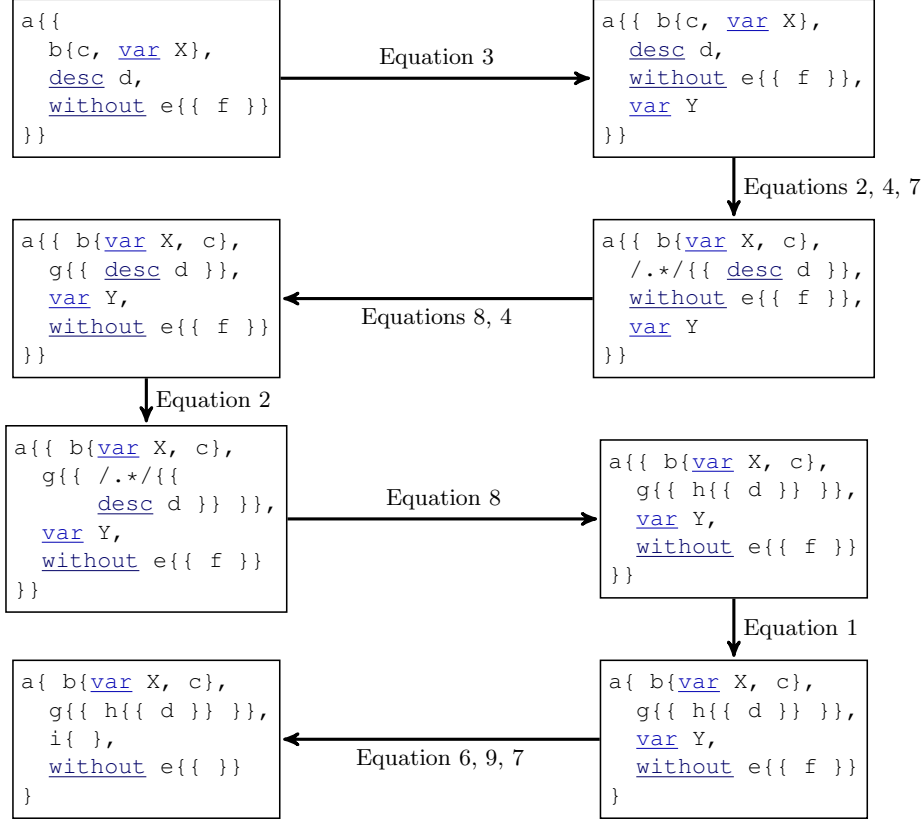 a{{
b{c, var X},
desc d,
without e{{ f }}
}}
Equation 3
a{{ b{c, var X},
desc d,
without e{{ f }},
var Y
}}
Equations 2, 4, 7
a{{ b{var X, c},
/.*/{{ desc d }},
without e{{ f }},
var Y
}}
Equations 8, 4
a{{ b{var X, c},
g{{ desc d }},
var Y,
without e{{ f }}
}}
Equation 2
a{{ b{var X, c},
g{{ /.*/{{
desc d }} }},
var Y,
without e{{ f }}
}}
Equation 8
a{{ b{var X, c},
g{{ h{{ d }} }},
var Y,
without e{{ f }}
}}
Equation 1
a{ b{var X, c},
g{{ h{{ d }} }},
var Y,
without e{{ f }}
}
Equation 6, 9, 7
a{ b{var X, c},
g{{ h{{ d }} }},
i{ },
without e{{ }}
}